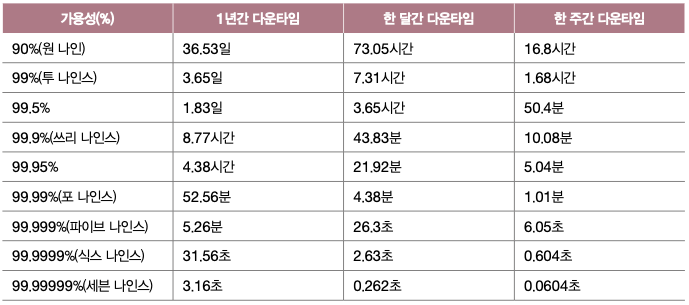 가용성(%) 1년간 다운타임 한 달간 다운타임 한 주간 다운타임
90%(원 나인) 36.53일 73.05시간 16.8시간
99%(투 나인스) 3.65일 7.31시간 1.68시간
99.5% 1.83일 3.65시간 50.4분
99.9%(쓰리 나인스) 8.77시간 43.83분 10.08분
99.95% 4.38시간 21.92분 5.04분
99.99%(포 나인스) 52.56분 4.38분 1.01분
99.999%(파이브 나인스) 5.26분 26.3초 6.05초
99.9999%(식스 나인스) 31.56초 2.63초 0.604초
99.99999%(세븐 나인스) 3.16초 0.262초 0.0604초